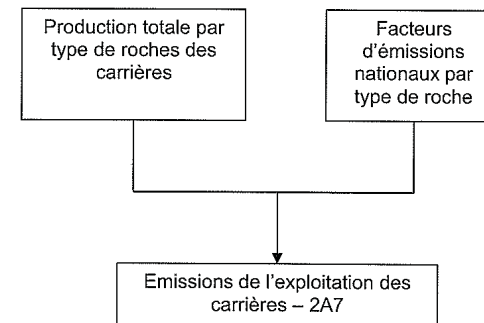 Production totale par
type de roches des
carrières
Facteurs
d'émissions
nationaux par
type de roche
Emissions de l'exploitation des
carrières – 2A7